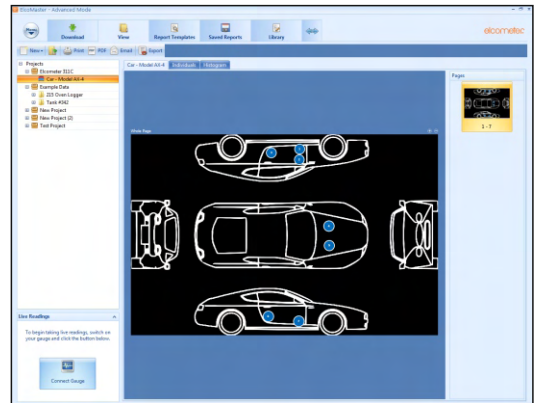 ElcoMaster - Advanced Mode
Download
View
Report Templates
Saved Reports
Library
elcometer
New
Print
PDF
Email
Export
Projects
Elcometer 311C
Car - Model AX-4
Example Data
215 Oven Logger
Task #342
New Project
New Project (2)
Test Project
Car - Model AX-4
Individuals
Histogram
Pages
1 - 7
Live Readings
To begin taking live readings, switch on
your gauge and click the button below.
Connect Gauge